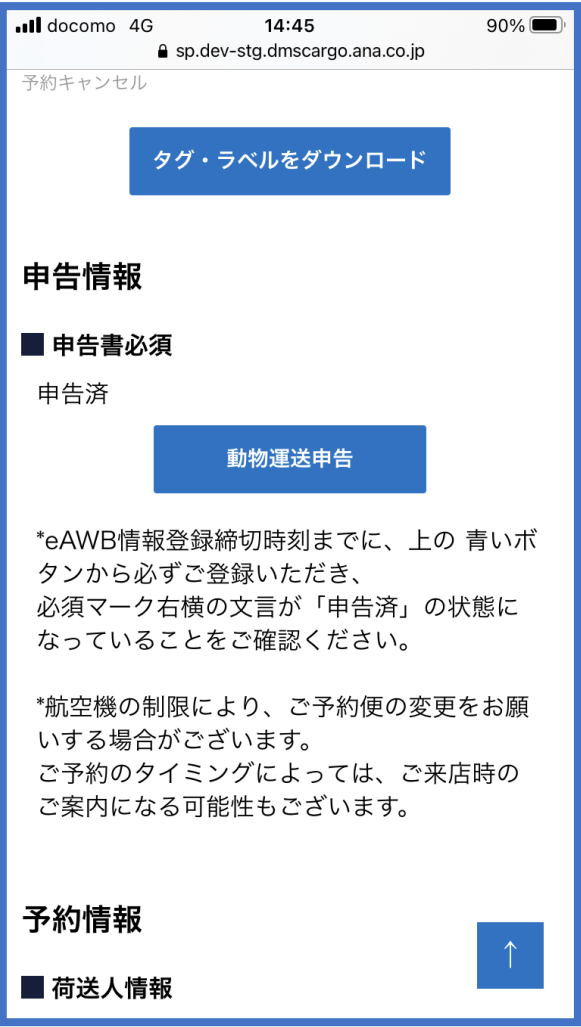 docomo 4G 14:45 90%
sp.dev-stg.dmscargo.ana.co.jp
予約キャンセル
タグ・ラベルをダウンロード
申告情報
申告書必須
申告済
動物運送申告
*eAWB情報登録締切時刻までに、上の 青いボ
タンから必ずご登録いただき、
必須マーク右横の文言が「申告済」の状態に
なっていることをご確認ください。
*航空機の制限により、ご予約便の変更をお願
いする場合がございます。
ご予約のタイミングによっては、ご来店時の
ご案内になる可能性もございます。
予約情報
↑
荷送人情報